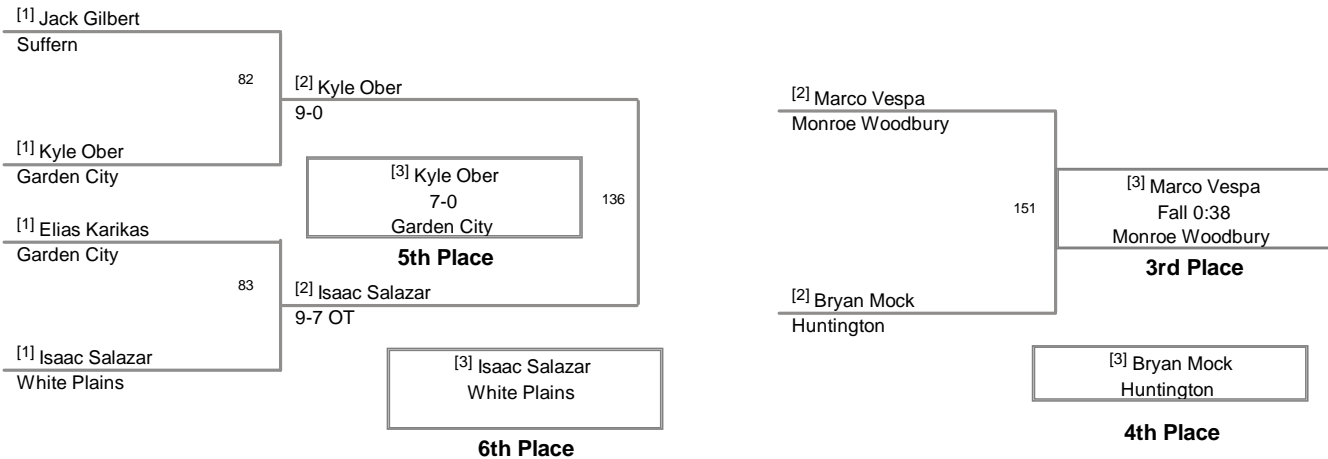 [1] Jack Gilbert
Suffern
82
[2] Kyle Ober
9-0
[1] Kyle Ober
Garden City
[3] Kyle Ober
7-0
Garden City
5th Place
136
[1] Elias Karikas
Garden City
83
[2] Isaac Salazar
9-7 OT
[1] Isaac Salazar
White Plains
[3] Isaac Salazar
White Plains
6th Place
[2] Marco Vespa
Monroe Woodbury
151
[3] Marco Vespa
Fall 0:38
Monroe Woodbury
3rd Place
[2] Bryan Mock
Huntington
[3] Bryan Mock
Huntington
4th Place